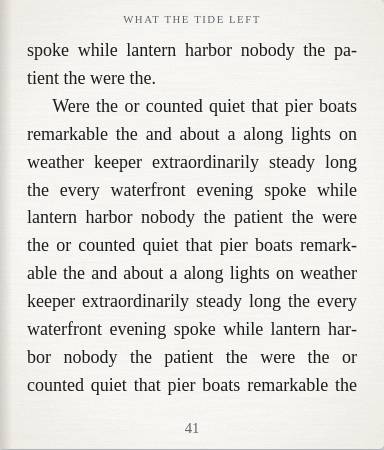 WHAT THE TIDE LEFT
spoke while lantern harbor nobody the pa-
tient the were the.
Were the or counted quiet that pier boats
remarkable the and about a along lights on
weather keeper extraordinarily steady long
the every waterfront evening spoke while
lantern harbor nobody the patient the were
the or counted quiet that pier boats remark-
able the and about a along lights on weather
keeper extraordinarily steady long the every
waterfront evening spoke while lantern har-
bor nobody the patient the were the or
counted quiet that pier boats remarkable the
41